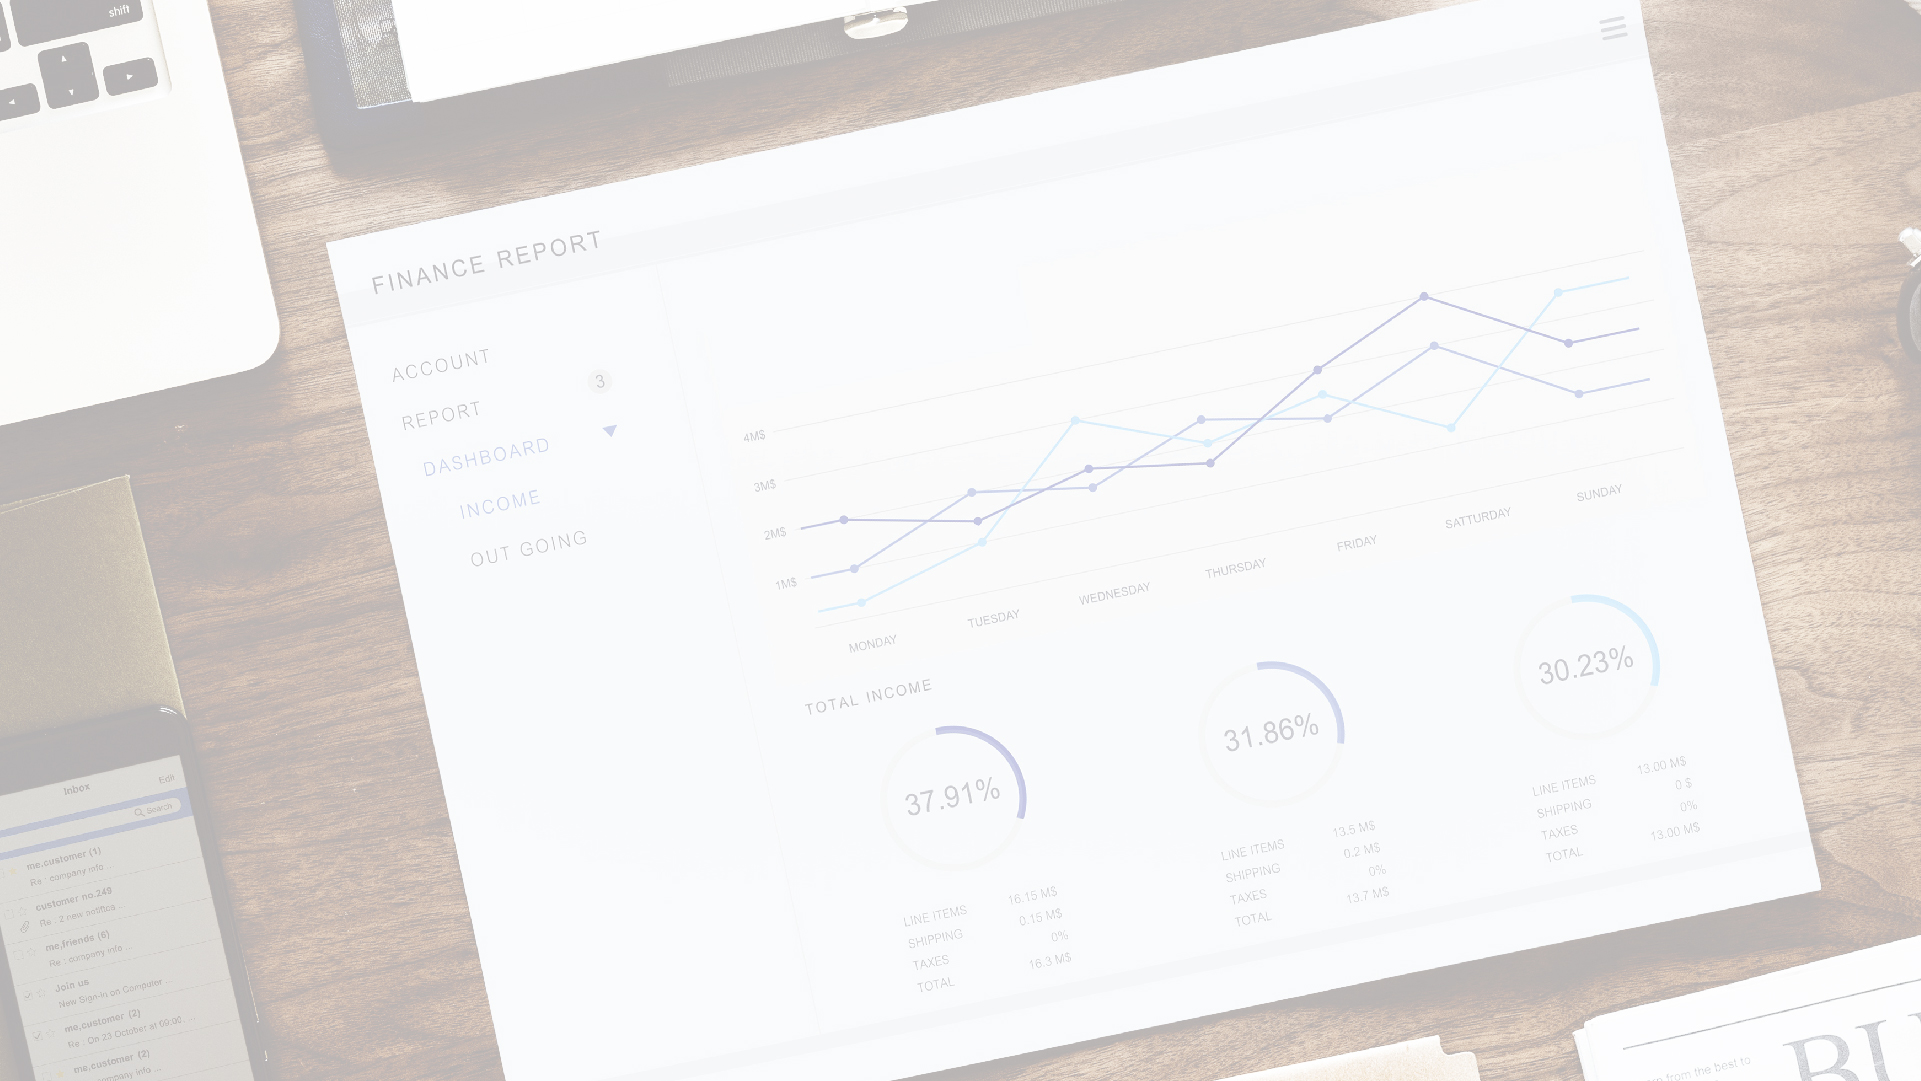 shift
FINANCE REPORT
ACCOUNT
3
REPORT
DASHBOARD
INCOME
OUT GOING
4M$
3M$
2M$
1M$
MONDAY
TUESDAY
WEDNESDAY
THURSDAY
FRIDAY
SATTURDAY
SUNDAY
TOTAL INCOME
37.91%
LINE ITEMS 16.15 M$
SHIPPING 0.15 M$
TAXES 0%
TOTAL 16.3 M$
31.86%
LINE ITEMS 13.5 M$
SHIPPING 0.2 M$
TAXES 0%
TOTAL 13.7 M$
30.23%
LINE ITEMS 13.00 M$
SHIPPING 0 $
TAXES 0%
TOTAL 13.00 M$
Inbox Edit
Search
me,customer (1)
Re : company info ...
customer no.249
Re : 2 new notifica ...
me,friends (6)
Re : company info ...
Join us
New Sign-in on Computer ...
me,customer (2)
Re : On 23 October at 09:00 ...
me,customer (2)
company info ...
from the best to